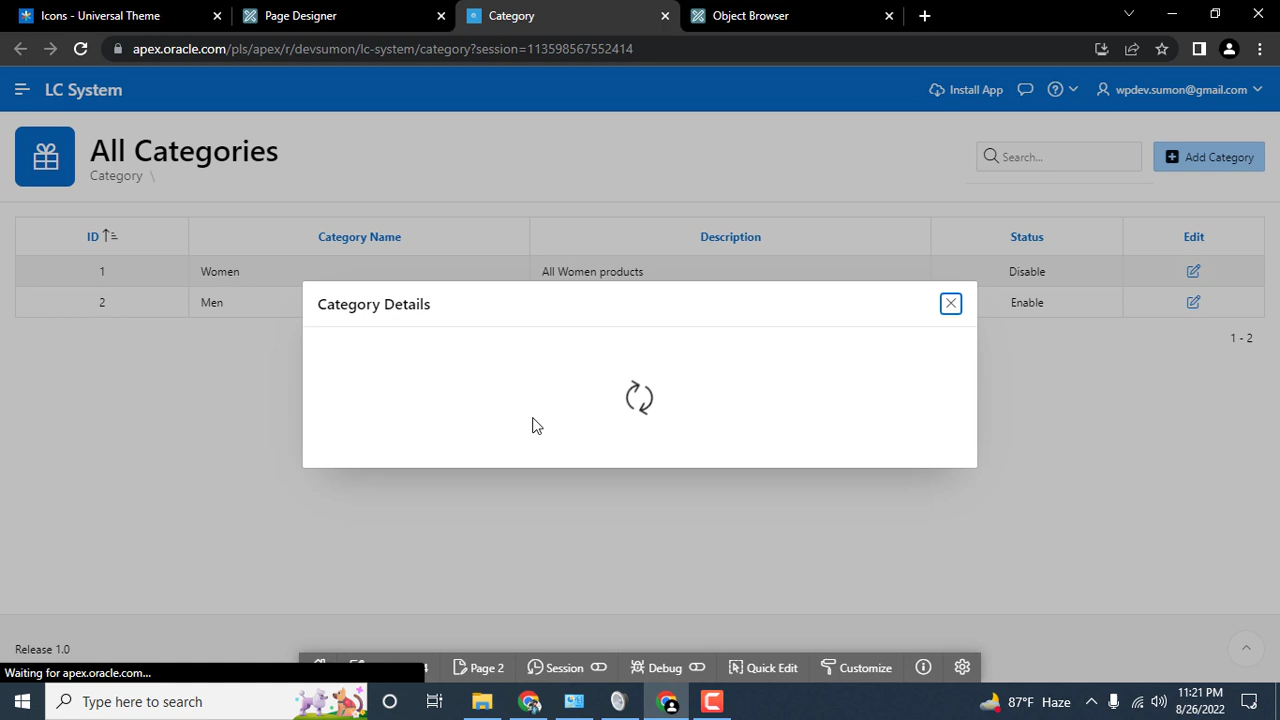 Icons - Universal Theme
Page Designer
Category
Object Browser
apex.oracle.com/pls/apex/r/devsumon/lc-system/category?session=113598567552414
LC System
Install App
wpdev.sumon@gmail.com
All Categories
Category \
Search...
Add Category
ID Category Name Description Status Edit
1 Women All Women products Disable
2 Men Enable
Category Details
1 - 2
Release 1.0
Waiting for apex.oracle.com...
4 Page 2 Session Debug Quick Edit Customize
Type here to search
87°F Haze
11:21 PM
8/26/2022